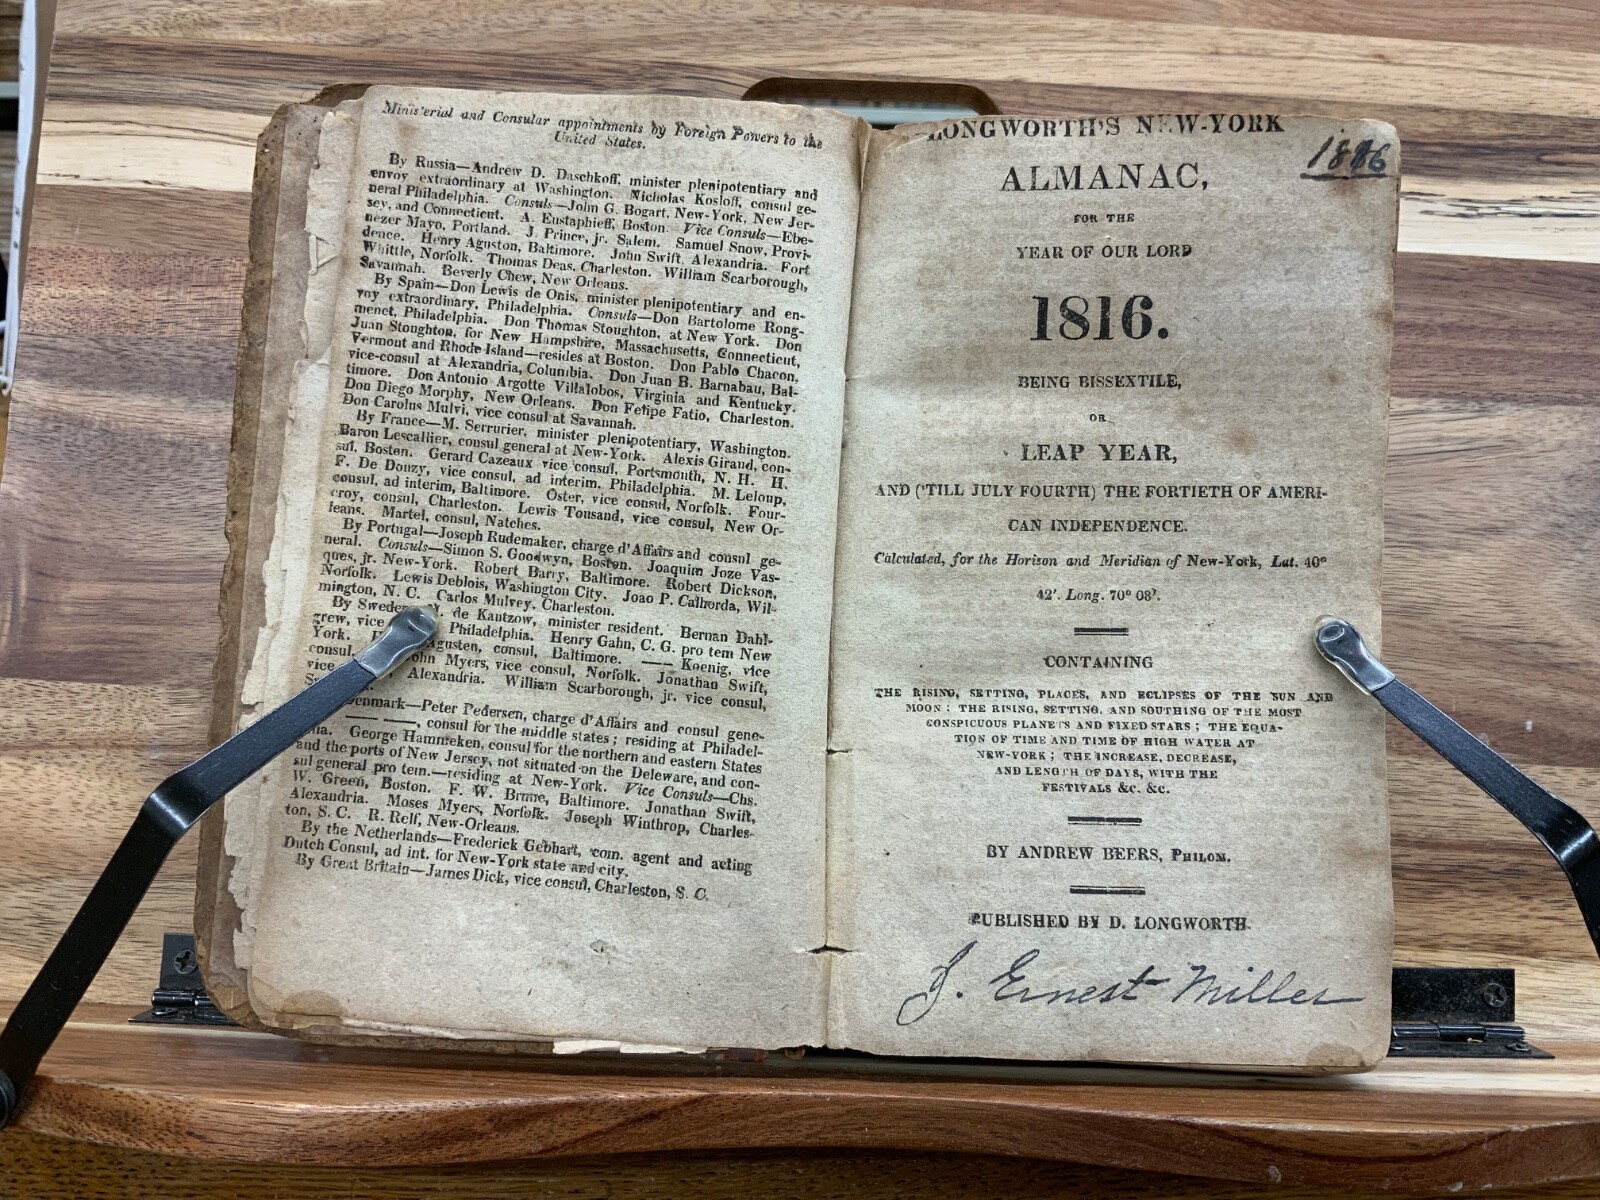 Ministerial and Consular appointments by Foreign Powers to the
United States.
By Russia—Andrew D. Daschkoff, minister plenipotentiary and
envoy extraordinary at Washington. Nicholas Kosloff, consul ge-
neral Philadelphia. Consuls—John G. Bogart, New-York, New Jer-
sey, and Connecticut. A. Eustaphieff, Boston. Vice Consuls—Ebe-
nezer Mayo, Portland. J. Prince, jr. Salem. Samuel Snow, Provi-
dence. Henry Aguston, Baltimore. John Swift, Alexandria. Fort
Whittle, Norfolk. Thomas Deas, Charleston. William Scarborough,
Savannah. Beverly Chew, New Orleans.
By Spain—Don Lewis de Onis, minister plenipotentiary and en-
voy extraordinary, Philadelphia. Consuls—Don Bartolome Rong-
menet, Philadelphia. Don Thomas Stoughton, at New York. Don
Juan Stoughton, for New Hampshire, Massachusetts, Connecticut,
Vermont and Rhode Island—resides at Boston. Don Pablo Chacon,
vice-consul at Alexandria, Columbia. Don Juan B. Barnabau, Bal-
timore. Don Antonio Argotte Villalobos, Virginia and Kentucky.
Don Diego Morphy, New Orleans. Don Felipe Fatio, Charleston.
Don Carolus Mulvi, vice consul at Savannah.
By France—M. Serrurier, minister plenipotentiary, Washington.
Baron Lescallier, consul general at New-York. Alexis Giraud, con-
sul, Boston. Gerard Cazeaux vice consul, Portsmouth, N. H. H.
F. De Douzy, vice consul, ad interim, Philadelphia. M. Leloup,
consul, ad interim, Baltimore. Oster, vice consul, Norfolk. Four-
croy, consul, Charleston. Lewis Tousand, vice consul, New Or-
leans. Martel, consul, Natches.
By Portugal—Joseph Rudemaker, charge d'Affairs and consul ge-
neral. Consuls—Simon S. Goodwyn, Boston. Joaquim Joze Vas-
ques, jr. New-York. Robert Barry, Baltimore. Robert Dickson,
Norfolk. Lewis Deblois, Washington City. Joao P. Calhorda, Wil-
mington, N. C. Carlos Mulvey, Charleston.
By Sweden de Kantzow, minister resident. Bernan Dahl-
grew, vice Philadelphia. Henry Gahn, C. G. pro tem New
York. Agusten, consul, Baltimore. —— Koenig, vice
consul, John Myers, vice consul, Norfolk. Jonathan Swift,
vice Alexandria. William Scarborough, jr. vice consul,
Denmark—Peter Pedersen, charge d'Affairs and consul gene-
—— ——, consul for the middle states; residing at Philadel-
phia. George Hammeken, consul for the northern and eastern States
and the ports of New Jersey, not situated on the Deleware, and con-
sul general pro tem.—residing at New-York. Vice Consuls—Chs.
W. Green, Boston. F. W. Brune, Baltimore. Jonathan Swift,
Alexandria. Moses Myers, Norfolk. Joseph Winthrop, Charles-
ton, S. C. R. Relf, New-Orleans.
By the Netherlands—Frederick Gebhart, com. agent and acting
Dutch Consul, ad int. for New-York state and city.
By Great Britain—James Dick, vice consul, Charleston, S. C.
LONGWORTH'S NEW-YORK
ALMANAC,
FOR THE
YEAR OF OUR LORD
1816.
BEING BISSEXTILE,
OR
LEAP YEAR,
AND ('TILL JULY FOURTH) THE FORTIETH OF AMERI-
CAN INDEPENDENCE.
Calculated, for the Horizon and Meridian of New-York, Lat. 40°
42'. Long. 70° 08'.
CONTAINING
THE RISING, SETTING, PLACES, AND ECLIPSES OF THE SUN AND
MOON; THE RISING, SETTING, AND SOUTHING OF THE MOST
CONSPICUOUS PLANETS AND FIXED STARS; THE EQUA-
TION OF TIME AND TIME OF HIGH WATER AT
NEW-YORK; THE INCREASE, DECREASE,
AND LENGTH OF DAYS, WITH THE
FESTIVALS &C. &C.
BY ANDREW BEERS, PHILOM.
PUBLISHED BY D. LONGWORTH
J. Ernest Miller